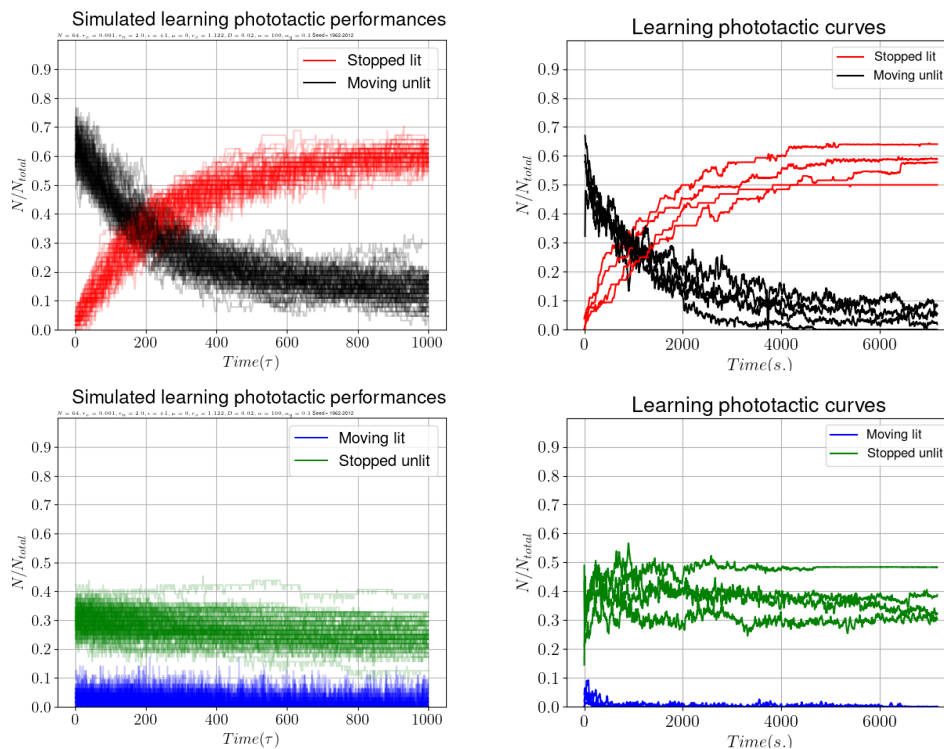 Simulated learning phototactic performances
Stopped lit
Moving unlit
N/N_total
0.9
0.8
0.7
0.6
0.5
0.4
0.3
0.2
0.1
0.0
0 200 400 600 800 1000
Time(τ)
Learning phototactic curves
Stopped lit
Moving unlit
N/N_total
0.9
0.8
0.7
0.6
0.5
0.4
0.3
0.2
0.1
0.0
0 2000 4000 6000
Time(s.)
Simulated learning phototactic performances
Moving lit
Stopped unlit
N/N_total
0.9
0.8
0.7
0.6
0.5
0.4
0.3
0.2
0.1
0.0
0 200 400 600 800 1000
Time(τ)
Learning phototactic curves
Moving lit
Stopped unlit
N/N_total
0.9
0.8
0.7
0.6
0.5
0.4
0.3
0.2
0.1
0.0
0 2000 4000 6000
Time(s.)